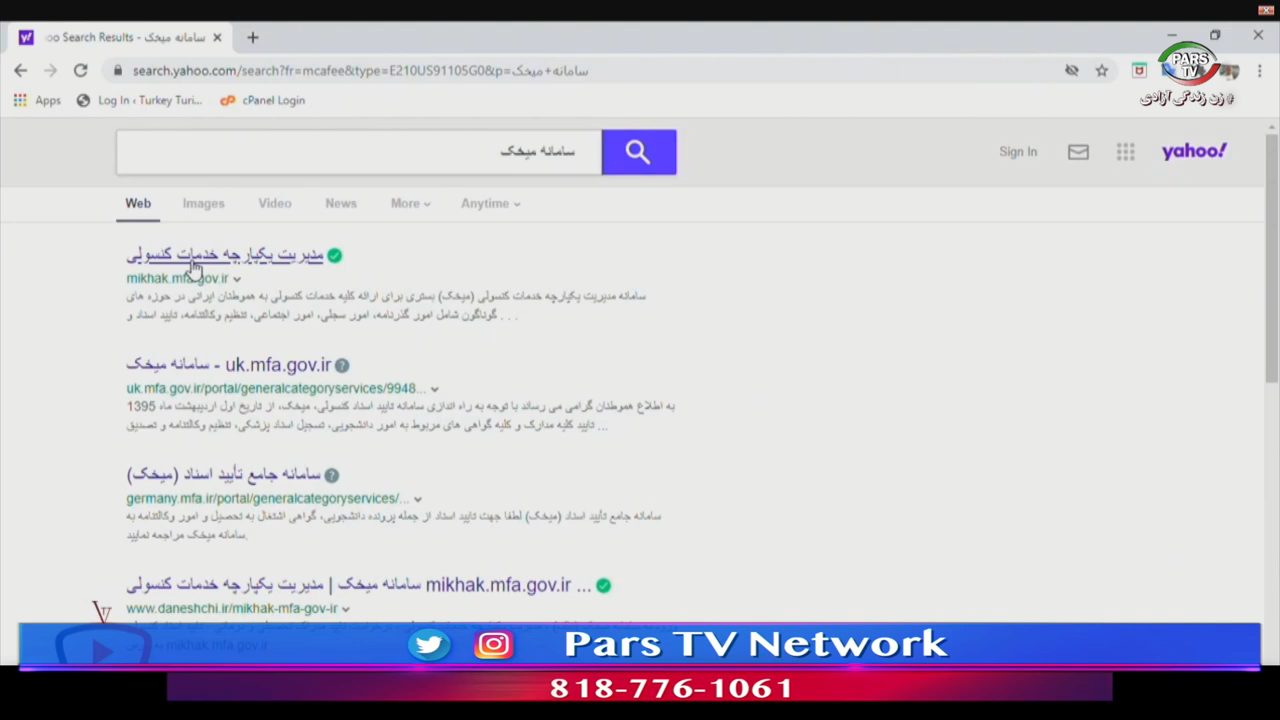 سامانه میخک - oo Search Results
search.yahoo.com/search?fr=mcafee&type=E210US91105G0&p=سامانه+میخک
PARS
TV
#زن زندگی آزادی
Apps
Log In ‹ Turkey Turi...
cPanel Login
سامانه میخک
Sign In
yahoo!
Web
Images
Video
News
More
Anytime
مدیریت یکپارچه خدمات کنسولی
mikhak.mfa.gov.ir
سامانه مدیریت یکپارچه خدمات کنسولی (میخک) بستری برای ارائه کلیه خدمات کنسولی به هموطنان ایرانی در حوزه های
گوناگون شامل امور گذرنامه، امور سجلی، امور اجتماعی، تنظیم وکالتنامه، تایید اسناد و . . .
سامانه میخک - uk.mfa.gov.ir
uk.mfa.gov.ir/portal/generalcategoryservices/9948...
به اطلاع هموطنان گرامی می رساند با توجه به راه اندازی سامانه تایید اسناد کنسولی، میخک، از تاریخ اول اردیبهشت ماه 1395
تایید کلیه مدارک و کلیه گواهی های مربوط به امور دانشجویی، تسجیل اسناد پزشکی، تنظیم وکالتنامه و تصدیق ...
سامانه جامع تأیید اسناد (میخک)
germany.mfa.ir/portal/generalcategoryservices/...
سامانه جامع تأیید اسناد (میخک) لطفا جهت تایید اسناد از جمله پرونده دانشجویی، گواهی اشتغال به تحصیل و امور وکالتنامه به
سامانه میخک مراجعه نمایید.
سامانه میخک | مدیریت یکپارچه خدمات کنسولی mikhak.mfa.gov.ir ...
www.daneshchi.ir/mikhak-mfa-gov-ir
mikhak.mfa.gov.ir
Pars TV Network
818-776-1061